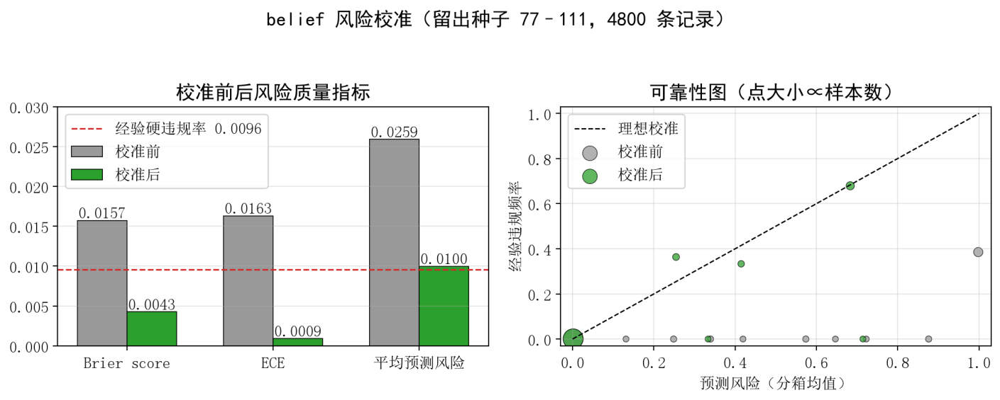 belief 风险校准（留出种子 77–111，4800 条记录）
校准前后风险质量指标
0.030
0.025
0.020
0.015
0.010
0.005
0.000
经验硬违规率 0.0096
校准前
校准后
0.0157
0.0043
0.0163
0.0009
0.0259
0.0100
Brier score
ECE
平均预测风险
可靠性图（点大小∝样本数）
经验违规频率
1.0
0.8
0.6
0.4
0.2
0.0
理想校准
校准前
校准后
0.0
0.2
0.4
0.6
0.8
1.0
预测风险（分箱均值）